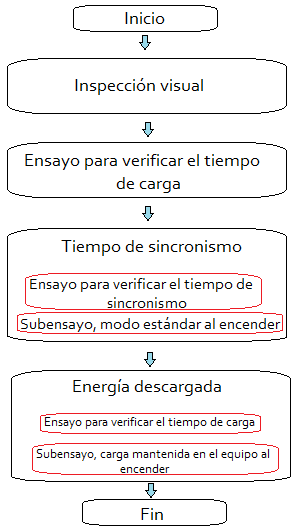 Inicio
Inspección visual
Ensayo para verificar el tiempo
de carga
Tiempo de sincronismo
Ensayo para verificar el tiempo de
sincronismo
Subensayo, modo estándar al encender
Energía descargada
Ensayo para verificar el tiempo de carga
Subensayo, carga mantenida en el equipo al
encender
Fin